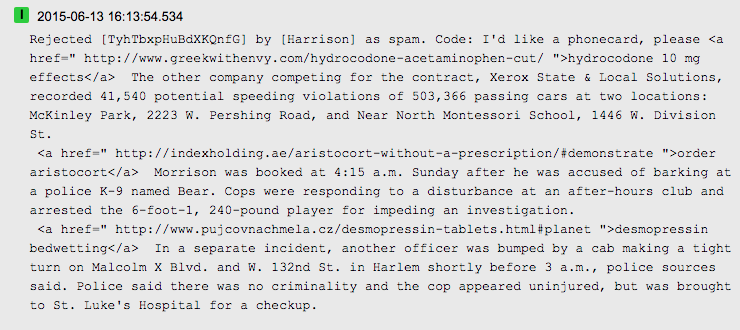 I 2015-06-13 16:13:54.534
Rejected [TyhTbxpHuBdXKQnfG] by [Harrison] as spam. Code: I'd like a phonecard, please <a
href=" http://www.greekwithenvy.com/hydrocodone-acetaminophen-cut/ ">hydrocodone 10 mg
effects</a>  The other company competing for the contract, Xerox State & Local Solutions,
recorded 41,540 potential speeding violations of 503,366 passing cars at two locations:
McKinley Park, 2223 W. Pershing Road, and Near North Montessori School, 1446 W. Division
St.
<a href=" http://indexholding.ae/aristocort-without-a-prescription/#demonstrate ">order
aristocort</a>  Morrison was booked at 4:15 a.m. Sunday after he was accused of barking at
a police K-9 named Bear. Cops were responding to a disturbance at an after-hours club and
arrested the 6-foot-1, 240-pound player for impeding an investigation.
<a href=" http://www.pujcovnachmela.cz/desmopressin-tablets.html#planet ">desmopressin
bedwetting</a>  In a separate incident, another officer was bumped by a cab making a tight
turn on Malcolm X Blvd. and W. 132nd St. in Harlem shortly before 3 a.m., police sources
said. Police said there was no criminality and the cop appeared uninjured, but was brought
to St. Luke's Hospital for a checkup.